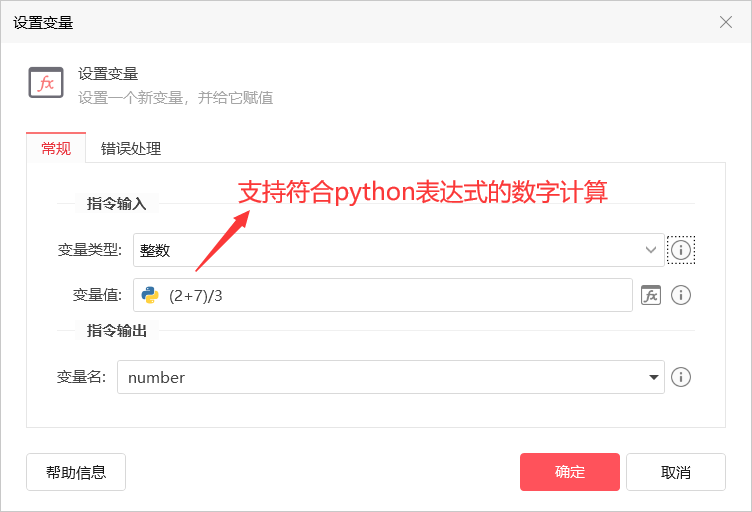 设置变量
设置变量
设置一个新变量，并给它赋值
常规
错误处理
支持符合python表达式的数字计算
指令输入
变量类型:
整数
变量值:
(2+7)/3
fx
指令输出
变量名:
number
帮助信息
确定
取消